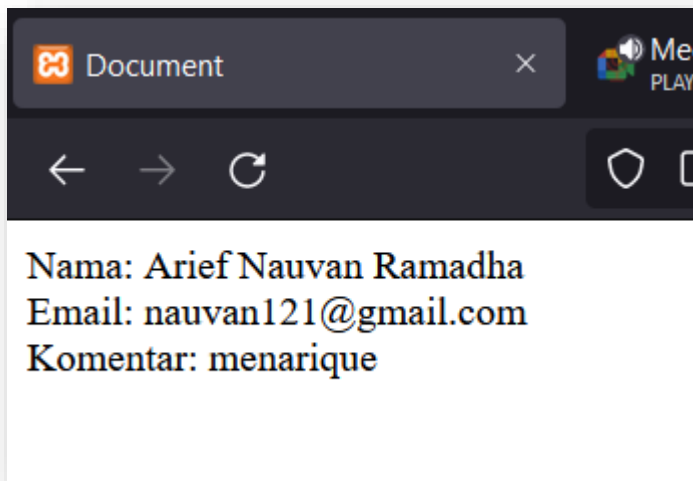 Document
Me
PLAY
Nama: Arief Nauvan Ramadha
Email: nauvan121@gmail.com
Komentar: menarique